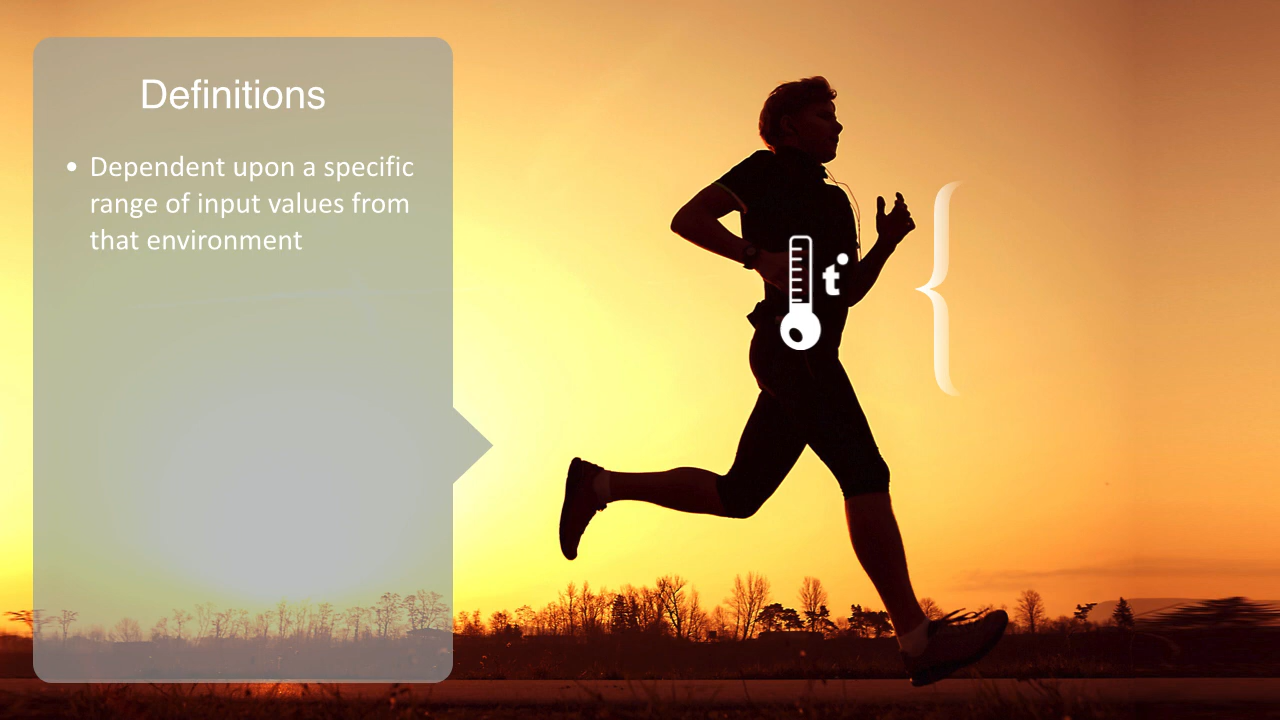 Definitions
• Dependent upon a specific
range of input values from
that environment
t°